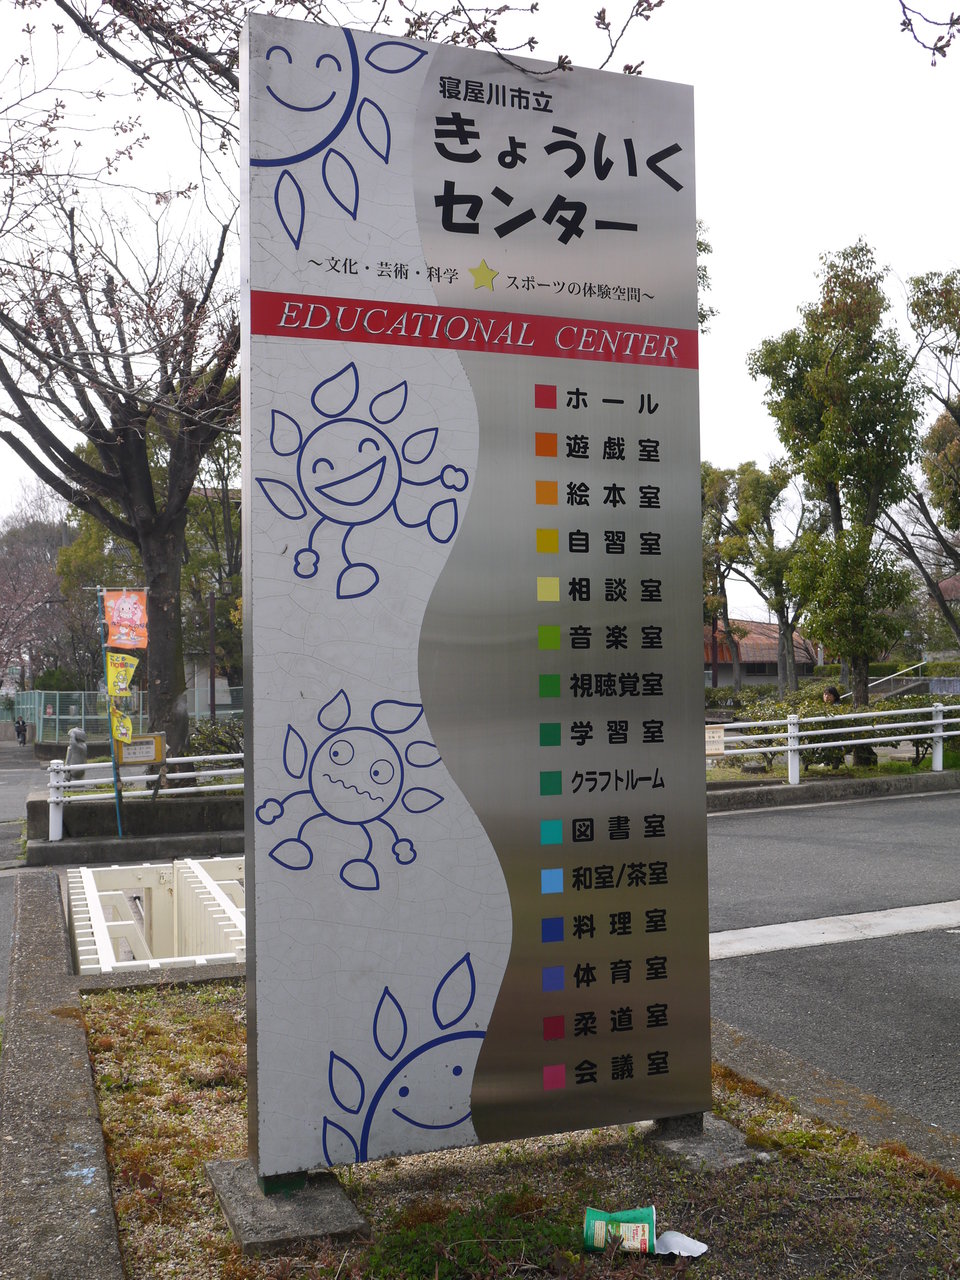 寝屋川市立
きょういく
センター
～文化・芸術・科学★スポーツの体験空間～
EDUCATIONAL CENTER
ホール
遊戯室
絵本室
自習室
相談室
音楽室
視聴覚室
学習室
クラフトルーム
図書室
和室/茶室
料理室
体育室
柔道室
会議室